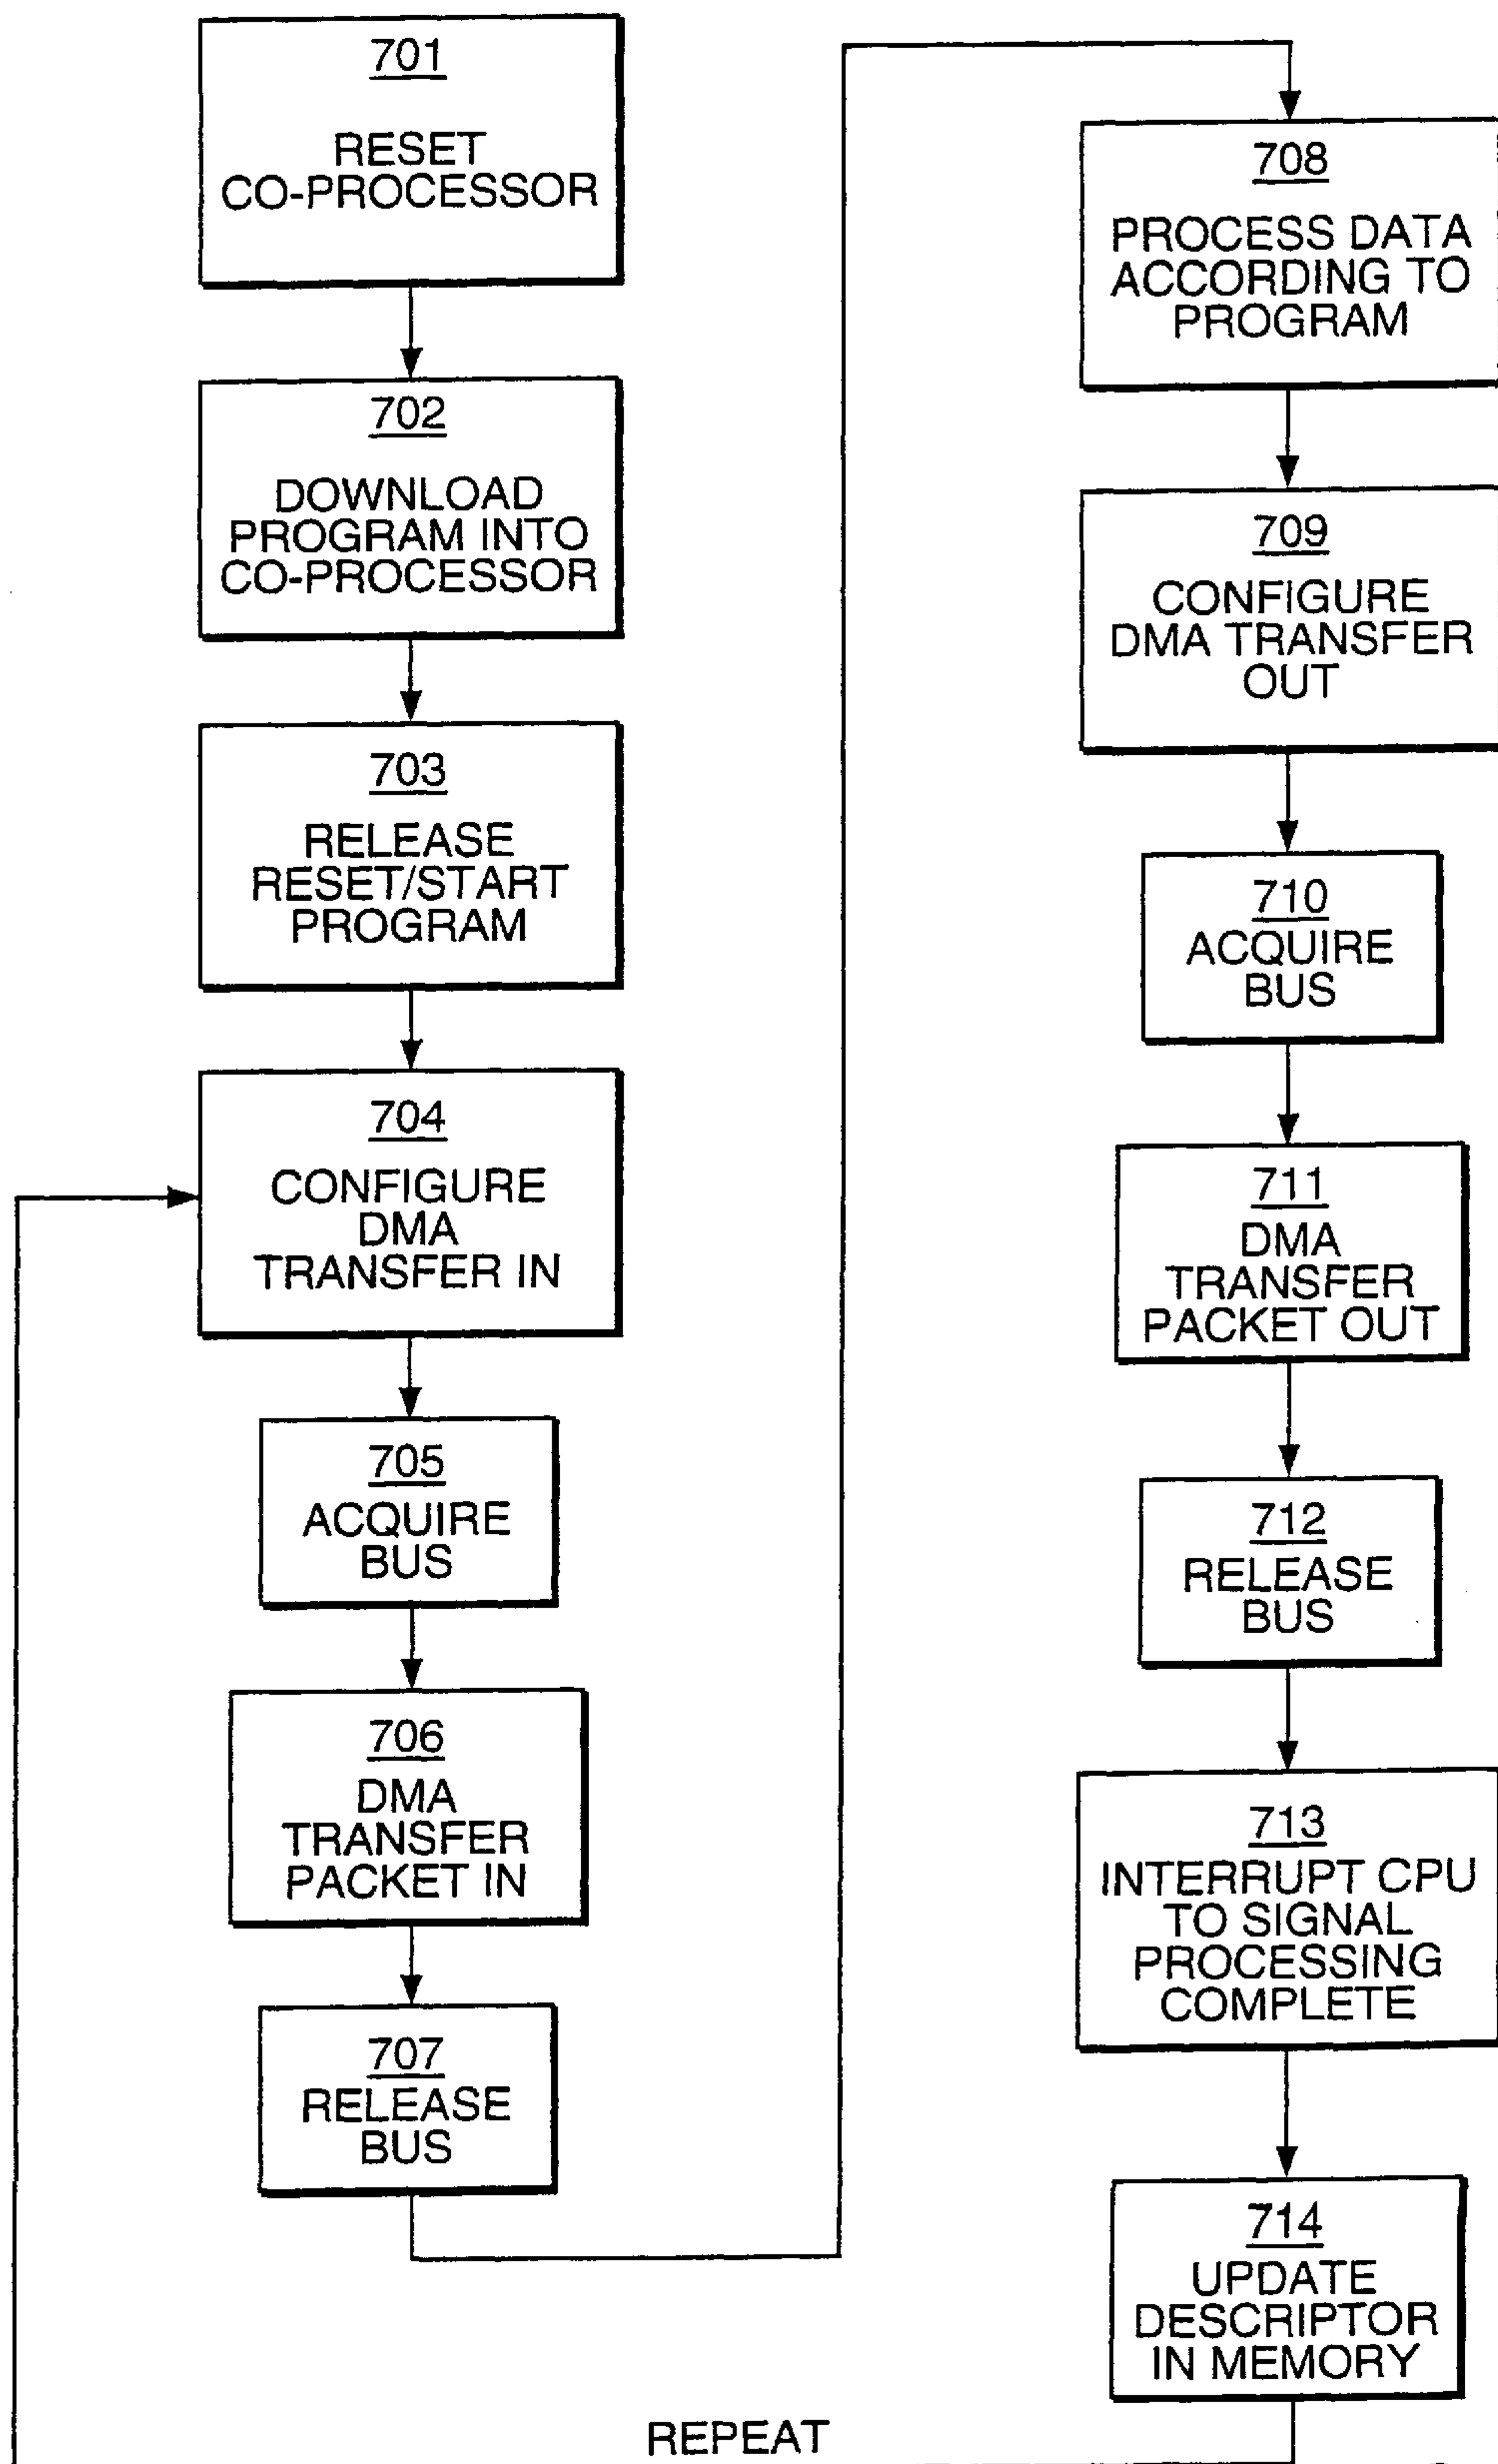 701
RESET
CO-PROCESSOR
702
DOWNLOAD
PROGRAM INTO
CO-PROCESSOR
703
RELEASE
RESET/START
PROGRAM
704
CONFIGURE
DMA
TRANSFER IN
705
ACQUIRE
BUS
706
DMA
TRANSFER
PACKET IN
707
RELEASE
BUS
708
PROCESS DATA
ACCORDING TO
PROGRAM
709
CONFIGURE
DMA TRANSFER
OUT
710
ACQUIRE
BUS
711
DMA
TRANSFER
PACKET OUT
712
RELEASE
BUS
713
INTERRUPT CPU
TO SIGNAL
PROCESSING
COMPLETE
714
UPDATE
DESCRIPTOR
IN MEMORY
REPEAT